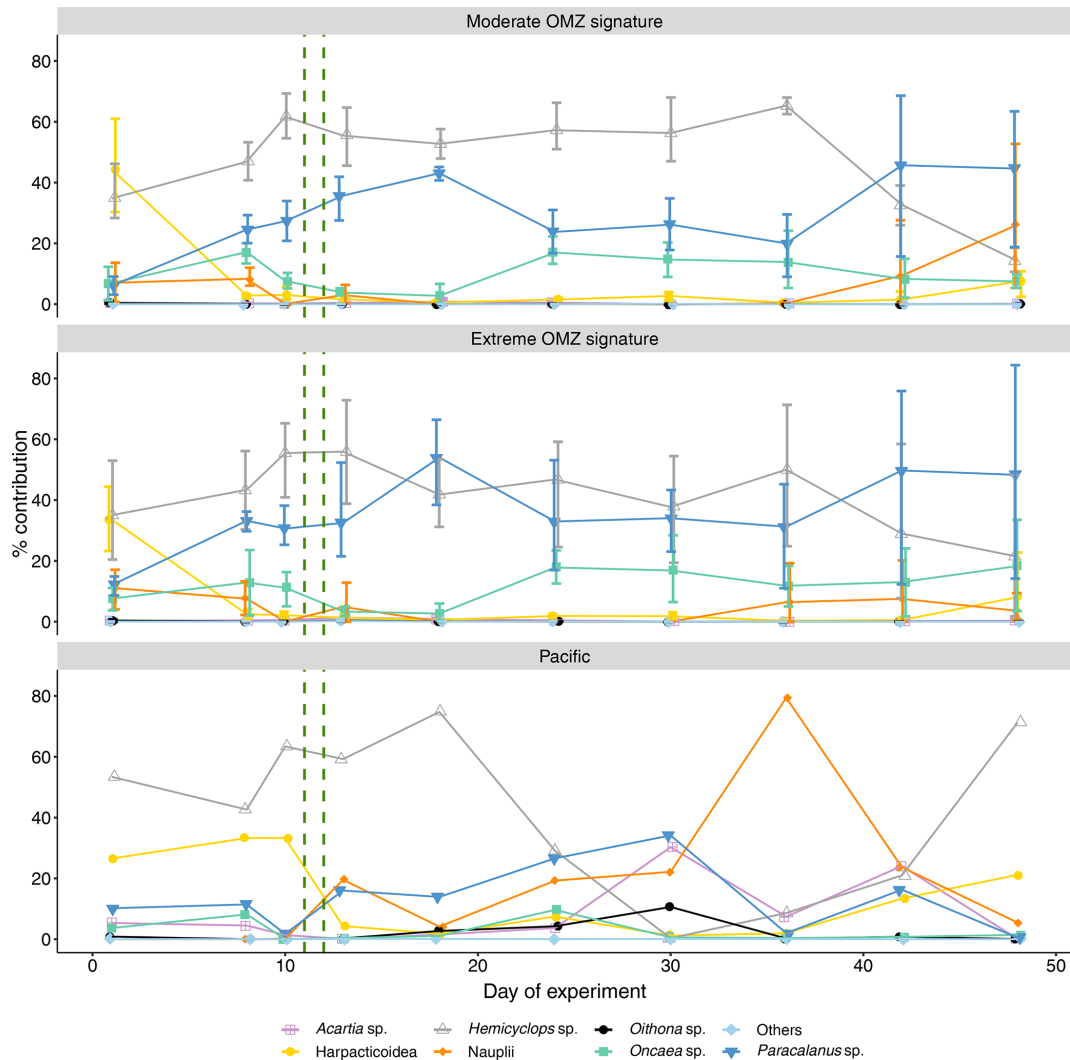 Moderate OMZ signature
80
60
40
20
0
Extreme OMZ signature
80
60
40
20
0
% contribution
Pacific
80
60
40
20
0
0 10 20 30 40 50
Day of experiment
Acartia sp. Hemicyclops sp. Oithona sp. Others
Harpacticoidea Nauplii Oncaea sp. Paracalanus sp.